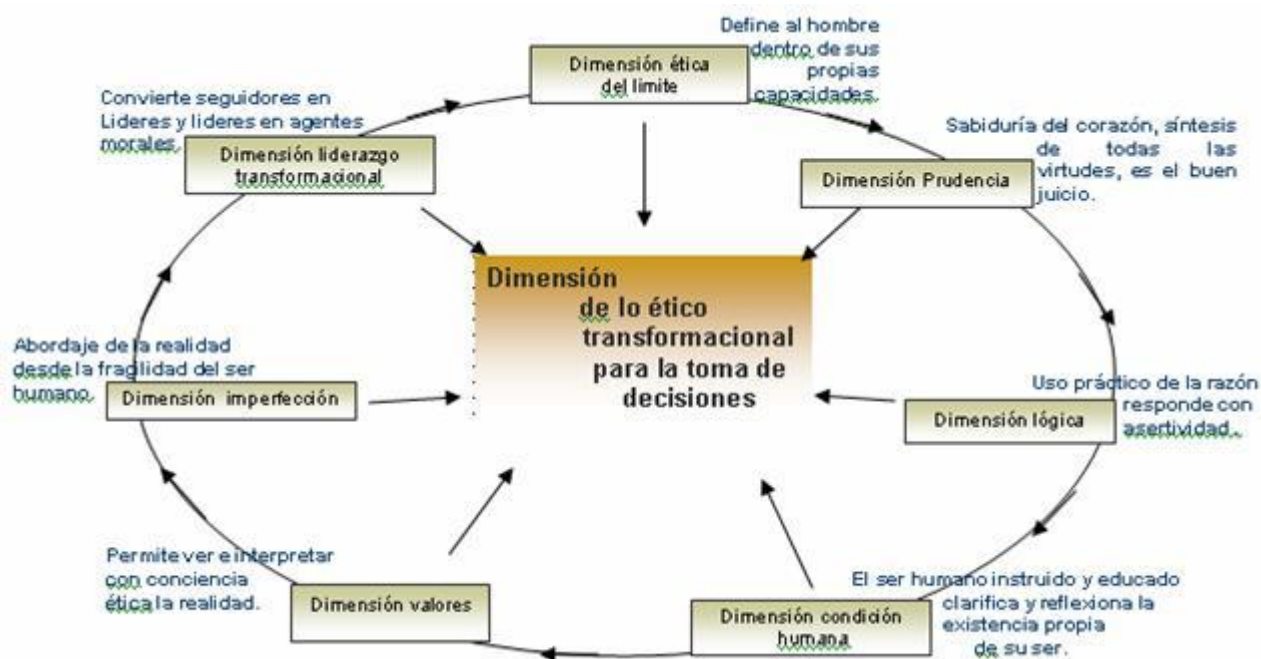 Define al hombre
dentro de sus
propias
capacidades.
Dimensión ética
del limite
Convierte seguidores en
Lideres y lideres en agentes
morales.
Dimensión liderazgo
transformacional
Sabiduría del corazón, síntesis
de todas las
virtudes, es el buen
juicio.
Dimensión Prudencia
Dimensión
de lo ético
transformacional
para la toma de
decisiones
Abordaje de la realidad
desde la fragilidad del ser
humano.
Dimensión imperfección
Uso práctico de la razón
responde con
asertividad.
Dimensión lógica
Permite ver e interpretar
con conciencia
ética la realidad.
Dimensión valores
El ser humano instruido y educado
clarifica y reflexiona la
existencia propia
de su ser.
Dimensión condición
humana